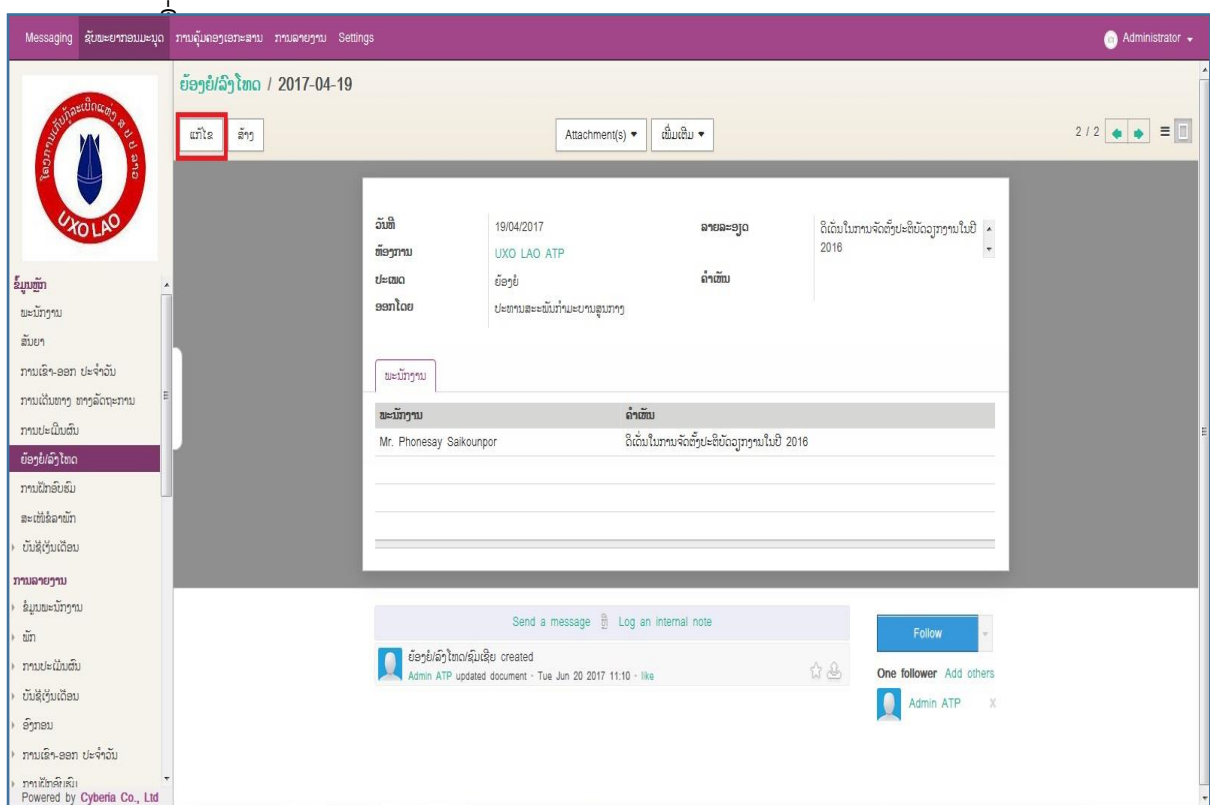 Messaging ຊັບພະຍາກອນມະນຸດ ການຄຸ້ມຄອງເອກະສານ ການລາຍງານ Settings Administrator
ຍ້ອງຍໍ/ລົງໂທດ / 2017-04-19
ແກ້ໄຂ ສ້າງ Attachment(s) ເພີ່ມເຕີມ 2 / 2
UXO LAO
ວັນທີ 19/04/2017 ລາຍລະອຽດ ດີເດັ່ນໃນການຈັດຕັ້ງປະຕິບັດວຽກງານໃນປີ 2016
ຫ້ອງການ UXO LAO ATP
ປະເພດ ຍ້ອງຍໍ ຄຳເຫັນ
ອອກໂດຍ ປະທານສະຫະພັນກຳມະບານສູນກາງ
ພະນັກງານ
ພະນັກງານ ຄຳເຫັນ
Mr. Phonesay Saikounpor ດີເດັ່ນໃນການຈັດຕັ້ງປະຕິບັດວຽກງານໃນປີ 2016
ຂໍ້ມູນຫຼັກ
ພະນັກງານ
ສັນຍາ
ການເຂົ້າ-ອອກ ປະຈຳວັນ
ການເດີນທາງ ທາງລັດຖະການ
ການປະເມີນຜົນ
ຍ້ອງຍໍ/ລົງໂທດ
ການຝຶກອົບຮົມ
ສະເໜີຂໍລາພັກ
ບັນຊີເງິນເດືອນ
ການລາຍງານ
ຂໍ້ມູນພະນັກງານ
ພັກ
ການປະເມີນຜົນ
ບັນຊີເງິນເດືອນ
ອົງກອນ
ການເຂົ້າ-ອອກ ປະຈຳວັນ
ການຝຶກອົບຮົມ
Powered by Cyberia Co., Ltd
Send a message ຫຼື Log an internal note
ຍ້ອງຍໍ/ລົງໂທດ/ຊົມເຊີຍ created
Admin ATP updated document - Tue Jun 20 2017 11:10 - like
Follow
One follower Add others
Admin ATP X